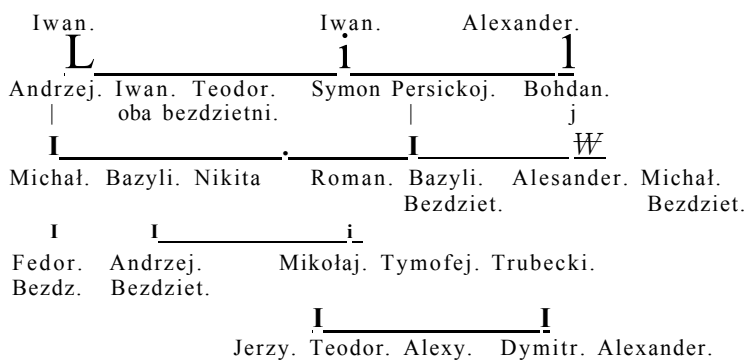 Iwan. Iwan. Alexander.
L i l
Andrzej. Iwan. Teodor. Symon Persickoj. Bohdan.
| oba bezdzietni. | j
I . I W
Michał. Bazyli. Nikita Roman. Bazyli. Alesander. Michał.
Bezdziet. Bezdziet.
I I i
Fedor. Andrzej. Mikołaj. Tymofej. Trubecki.
Bezdz. Bezdziet.
I I
Jerzy. Teodor. Alexy. Dymitr. Alexander.